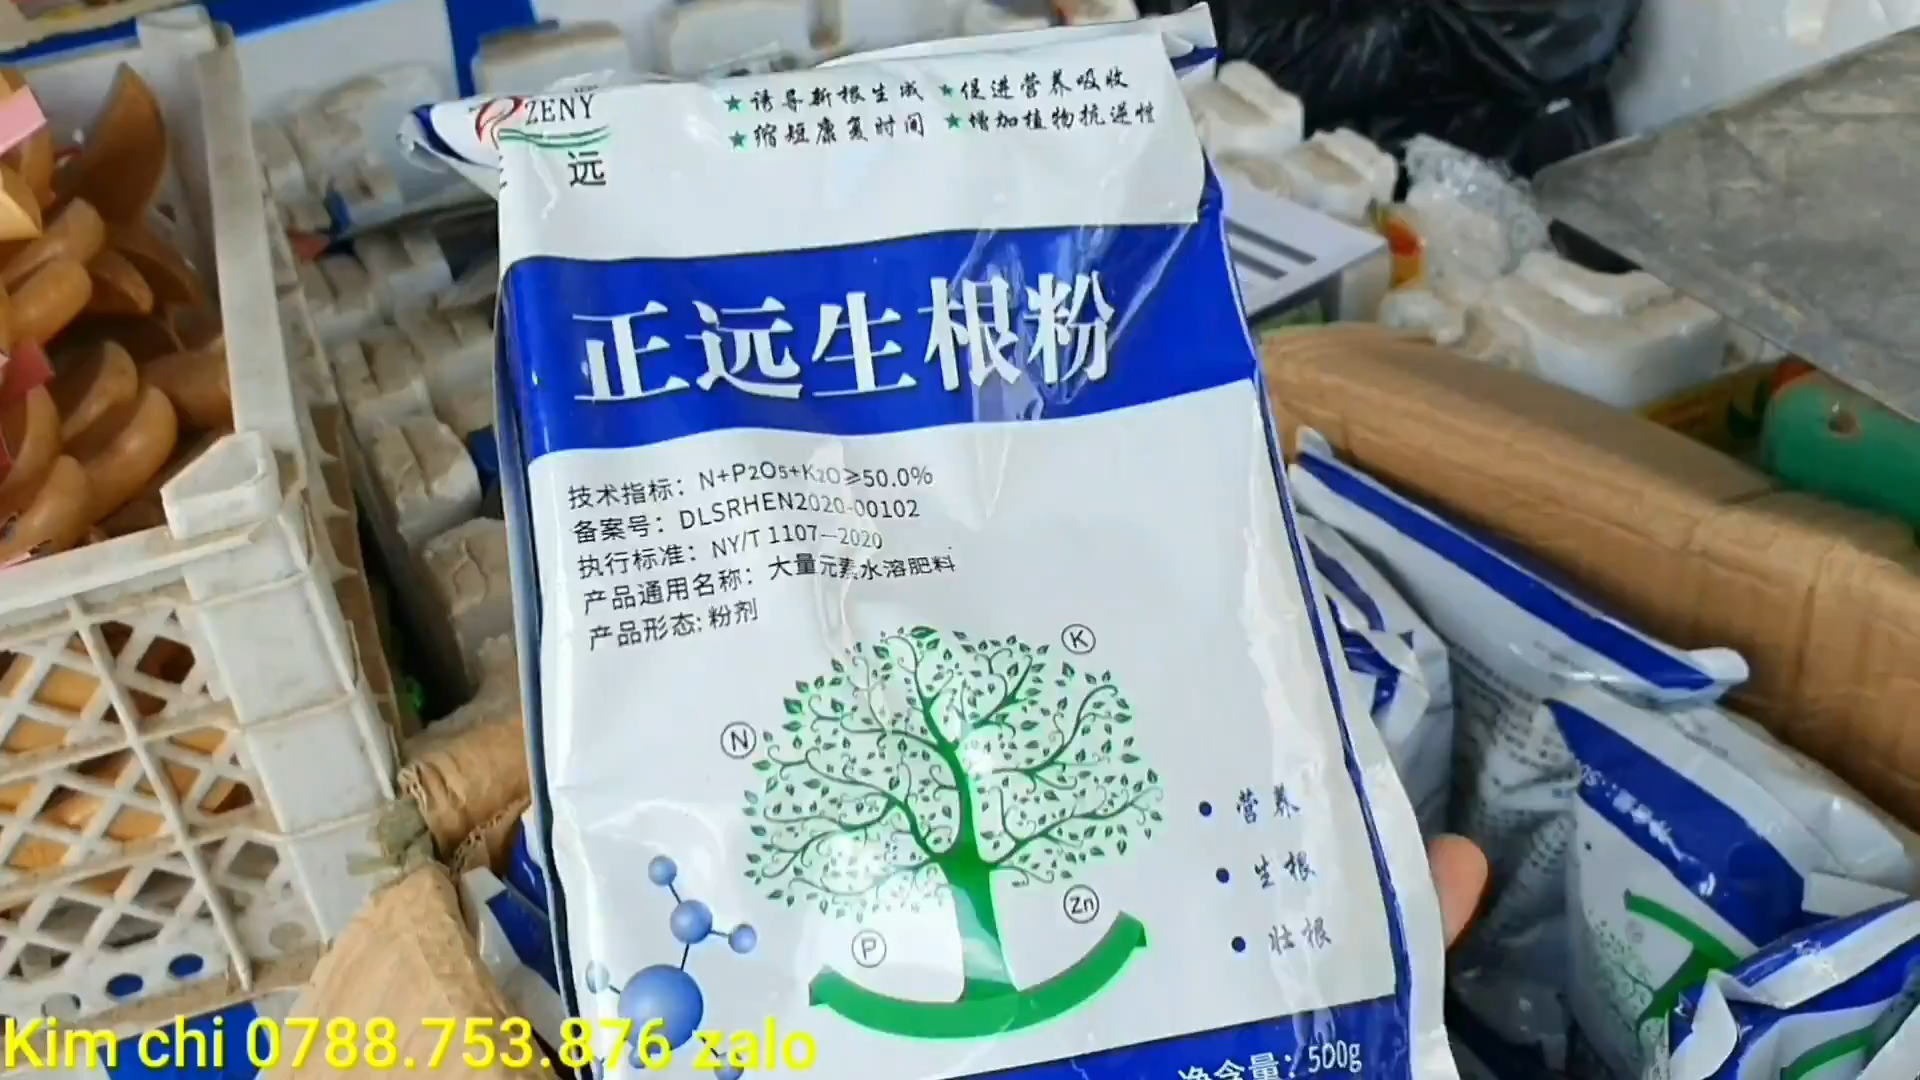 ZENY
远
★诱导新根生成 ★促进营养吸收
★缩短康复时间 ★增加植物抗逆性
正远生根粉
技术指标：N+P2O5+K2O≥50.0%
备案号：DLSRHEN2020-00102
执行标准：NY/T 1107—2020
产品通用名称：大量元素水溶肥料
产品形态: 粉剂
K
N
• 营养
• 生根
Zn
• 壮根
P
净含量：500g
Kim chi 0788.753.876 zalo